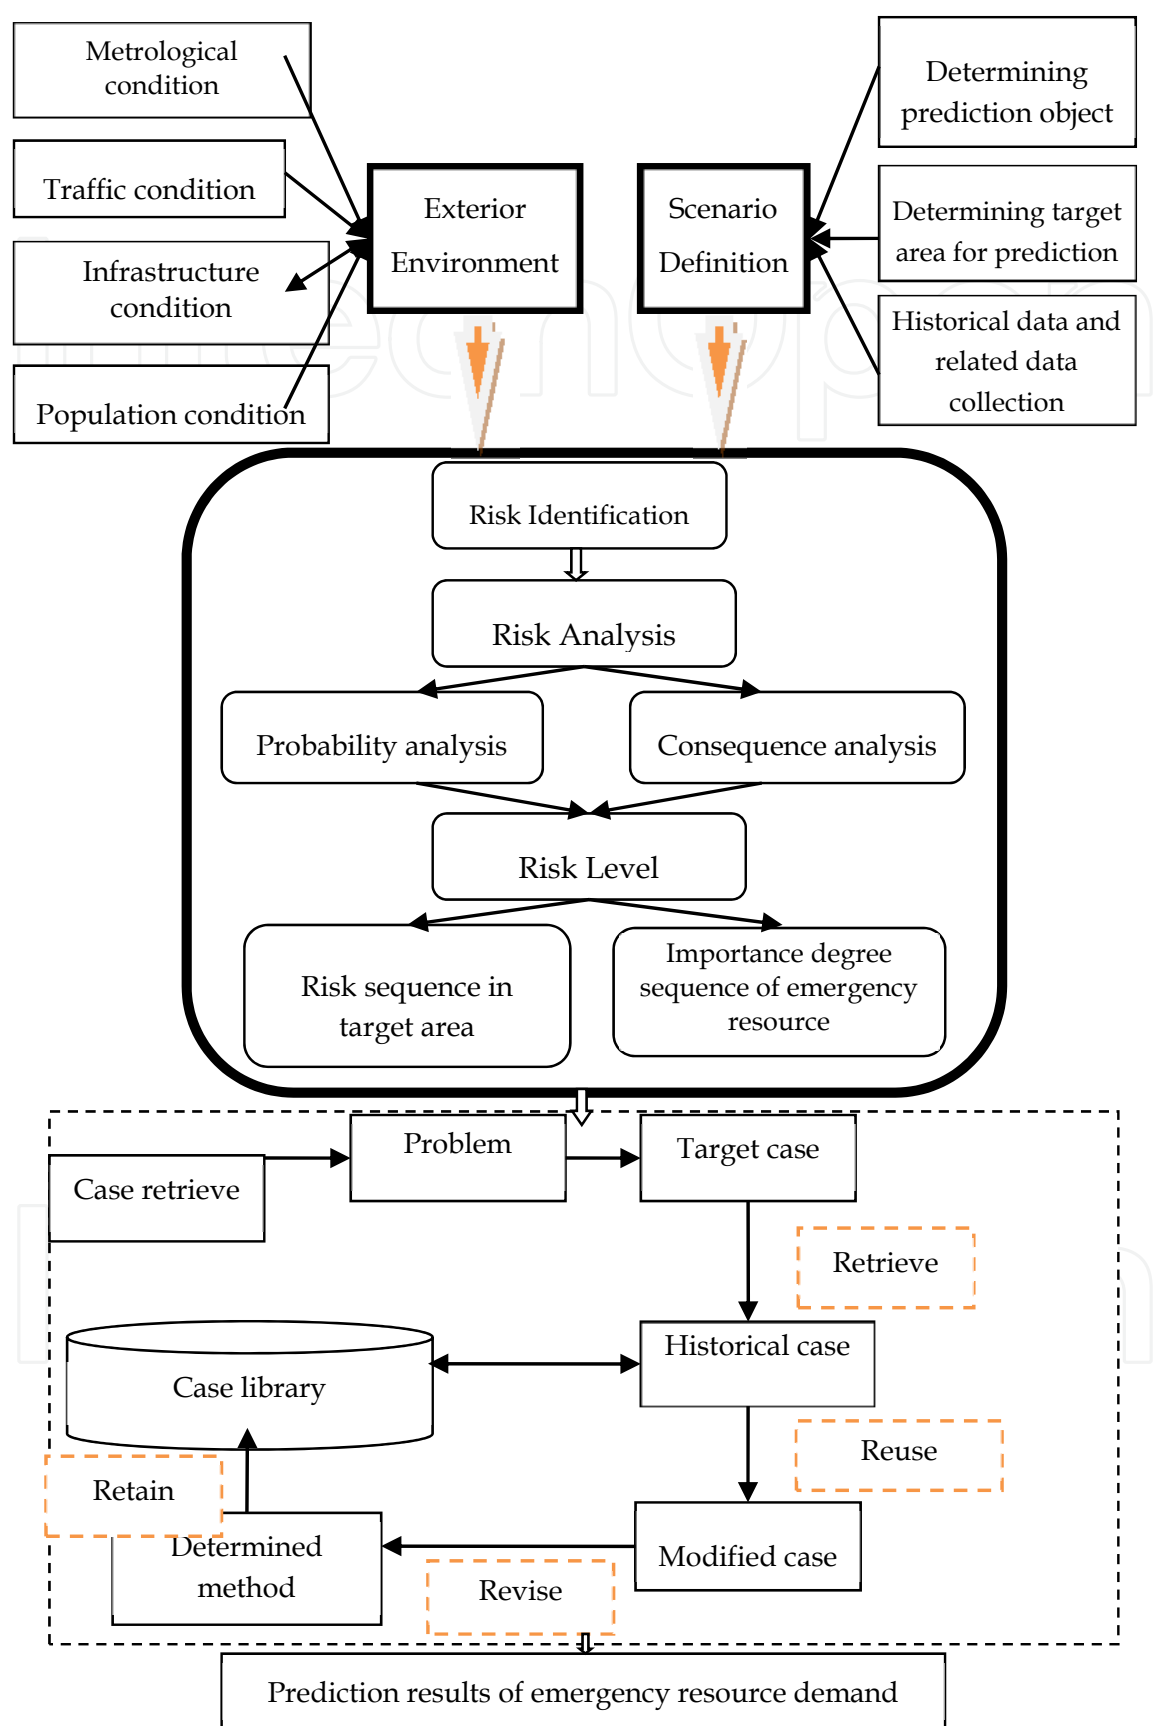 Metrological
condition
Traffic condition
Infrastructure
condition
Population condition
Exterior
Environment
Scenario
Definition
Determining
prediction object
Determining target
area for prediction
Historical data and
related data
collection
Risk Identification
Risk Analysis
Probability analysis
Consequence analysis
Risk Level
Risk sequence in
target area
Importance degree
sequence of emergency
resource
Case retrieve
Problem
Target case
Retrieve
Historical case
Case library
Reuse
Retain
Determined
method
Revise
Modified case
Prediction results of emergency resource demand